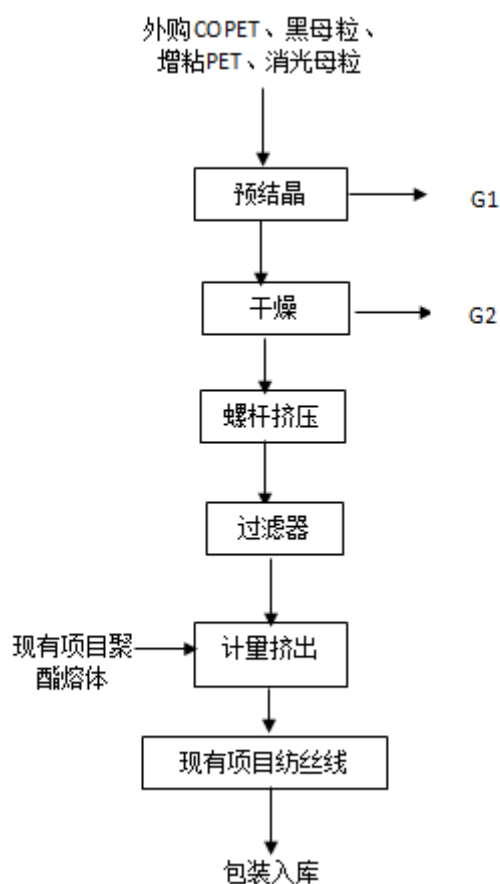 外购COPET、黑母粒、
增粘PET、消光母粒
预结晶
G1
干燥
G2
螺杆挤压
过滤器
现有项目聚
酯熔体
计量挤出
现有项目纺丝线
包装入库